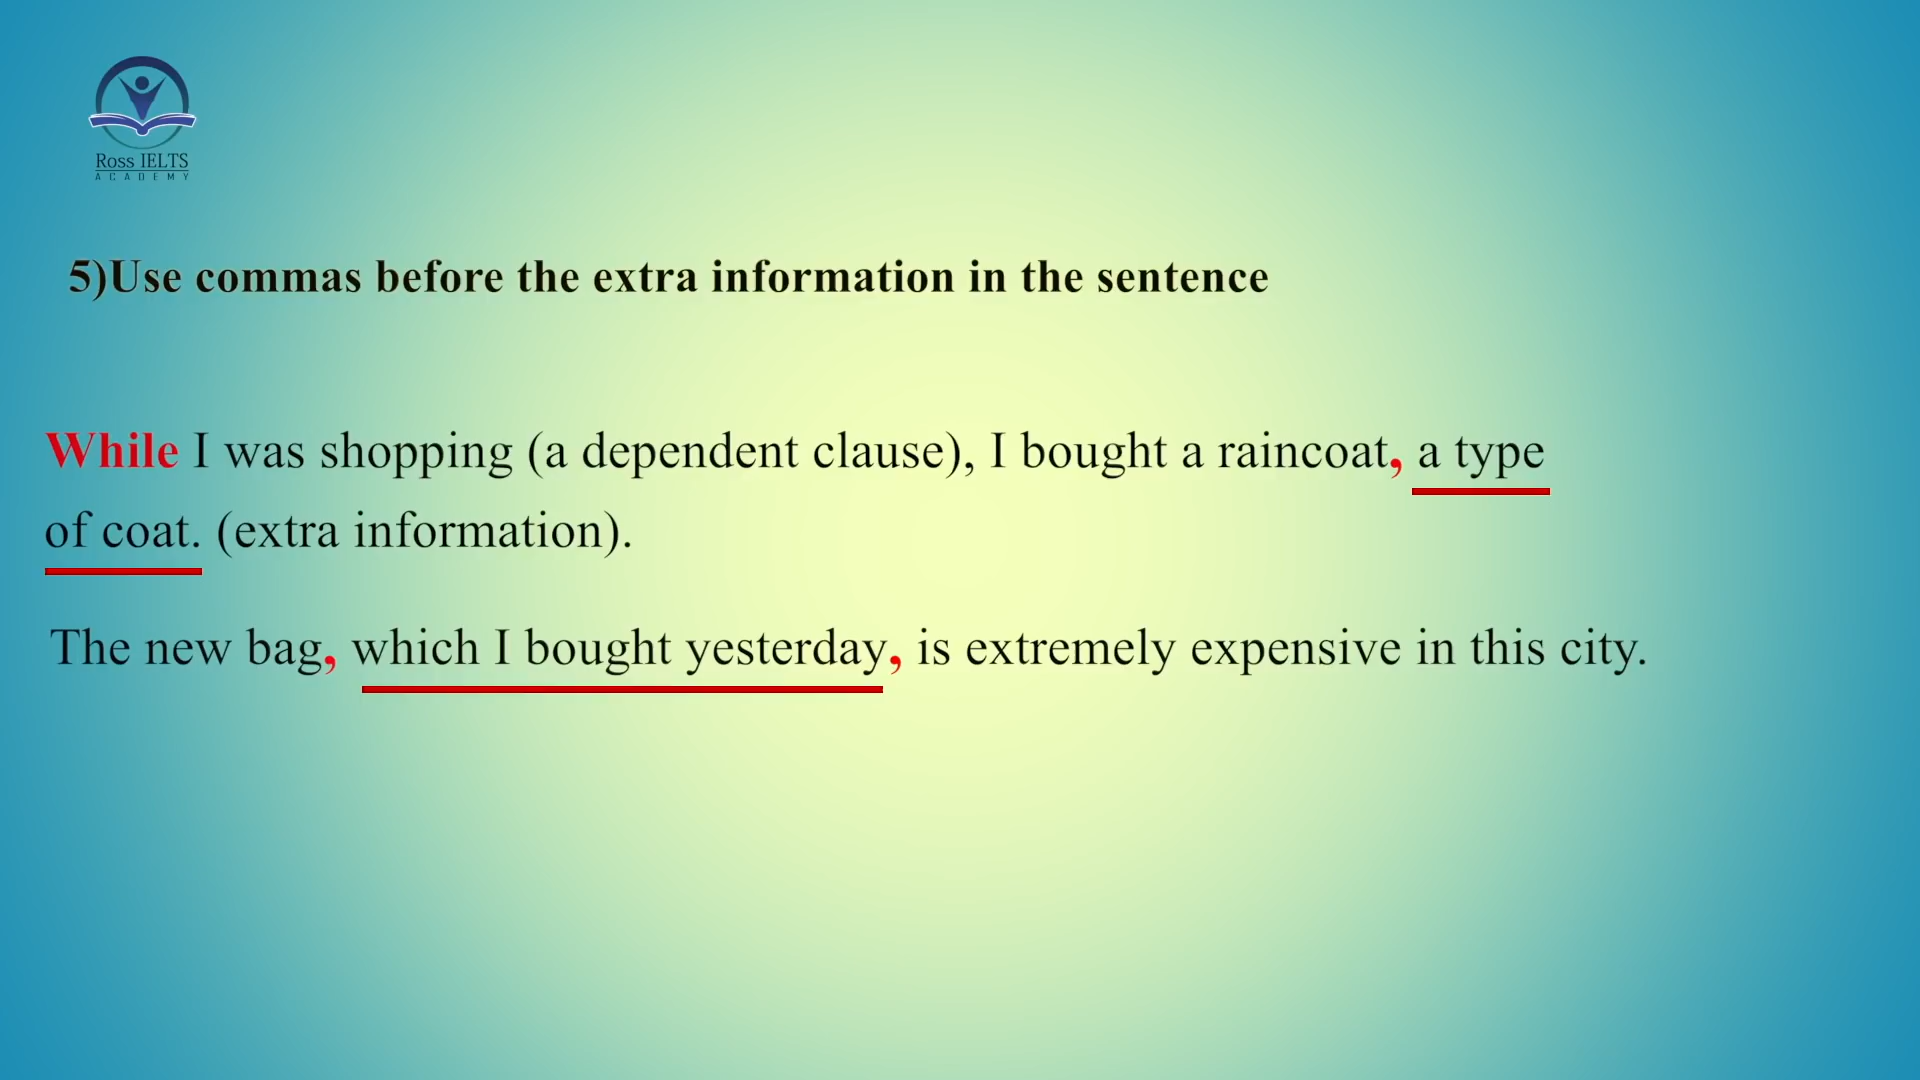 Ross IELTS
ACADEMY
5)Use commas before the extra information in the sentence
While I was shopping (a dependent clause), I bought a raincoat, a type
of coat. (extra information).
The new bag, which I bought yesterday, is extremely expensive in this city.